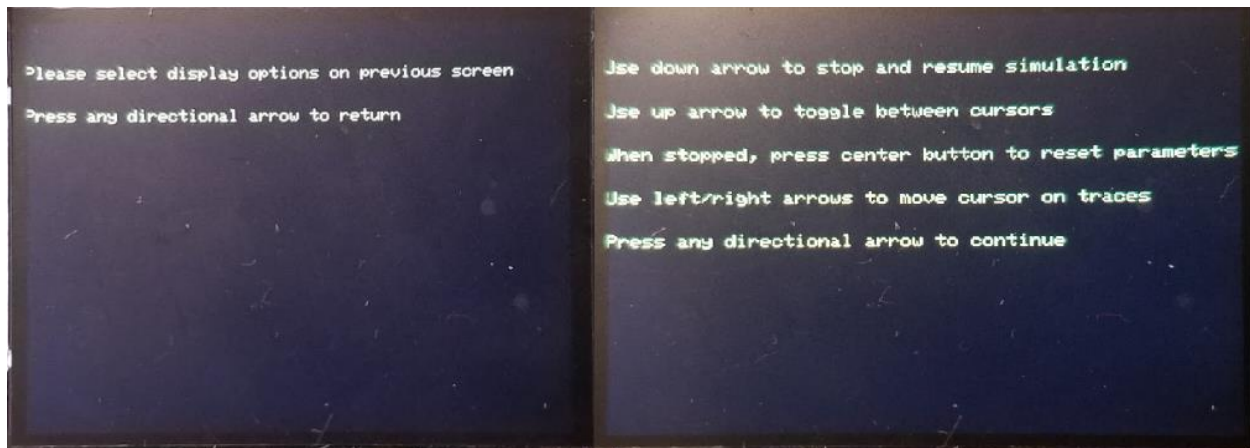 Please select display options on previous screen
Press any directional arrow to return
Use down arrow to stop and resume simulation
Use up arrow to toggle between cursors
When stopped, press center button to reset parameters
Use left/right arrows to move cursor on traces
Press any directional arrow to continue